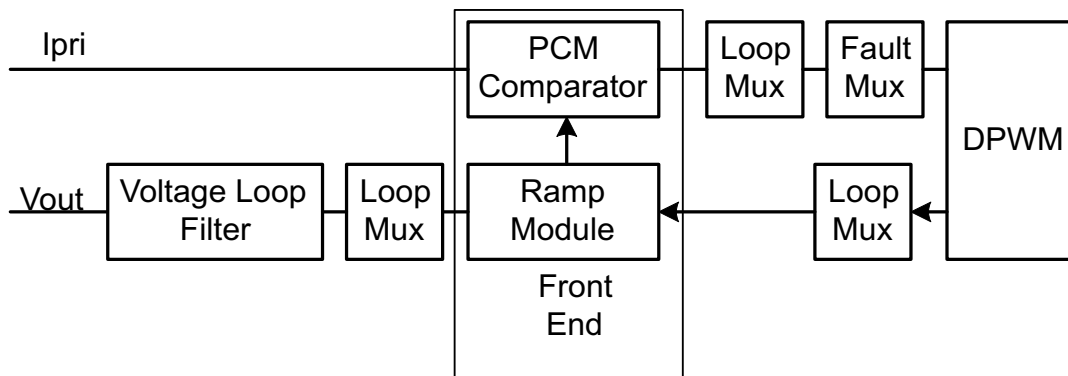 Ipri
PCM
Comparator
Loop
Mux
Fault
Mux
DPWM
Vout
Voltage Loop
Filter
Loop
Mux
Ramp
Module
Loop
Mux
Front
End